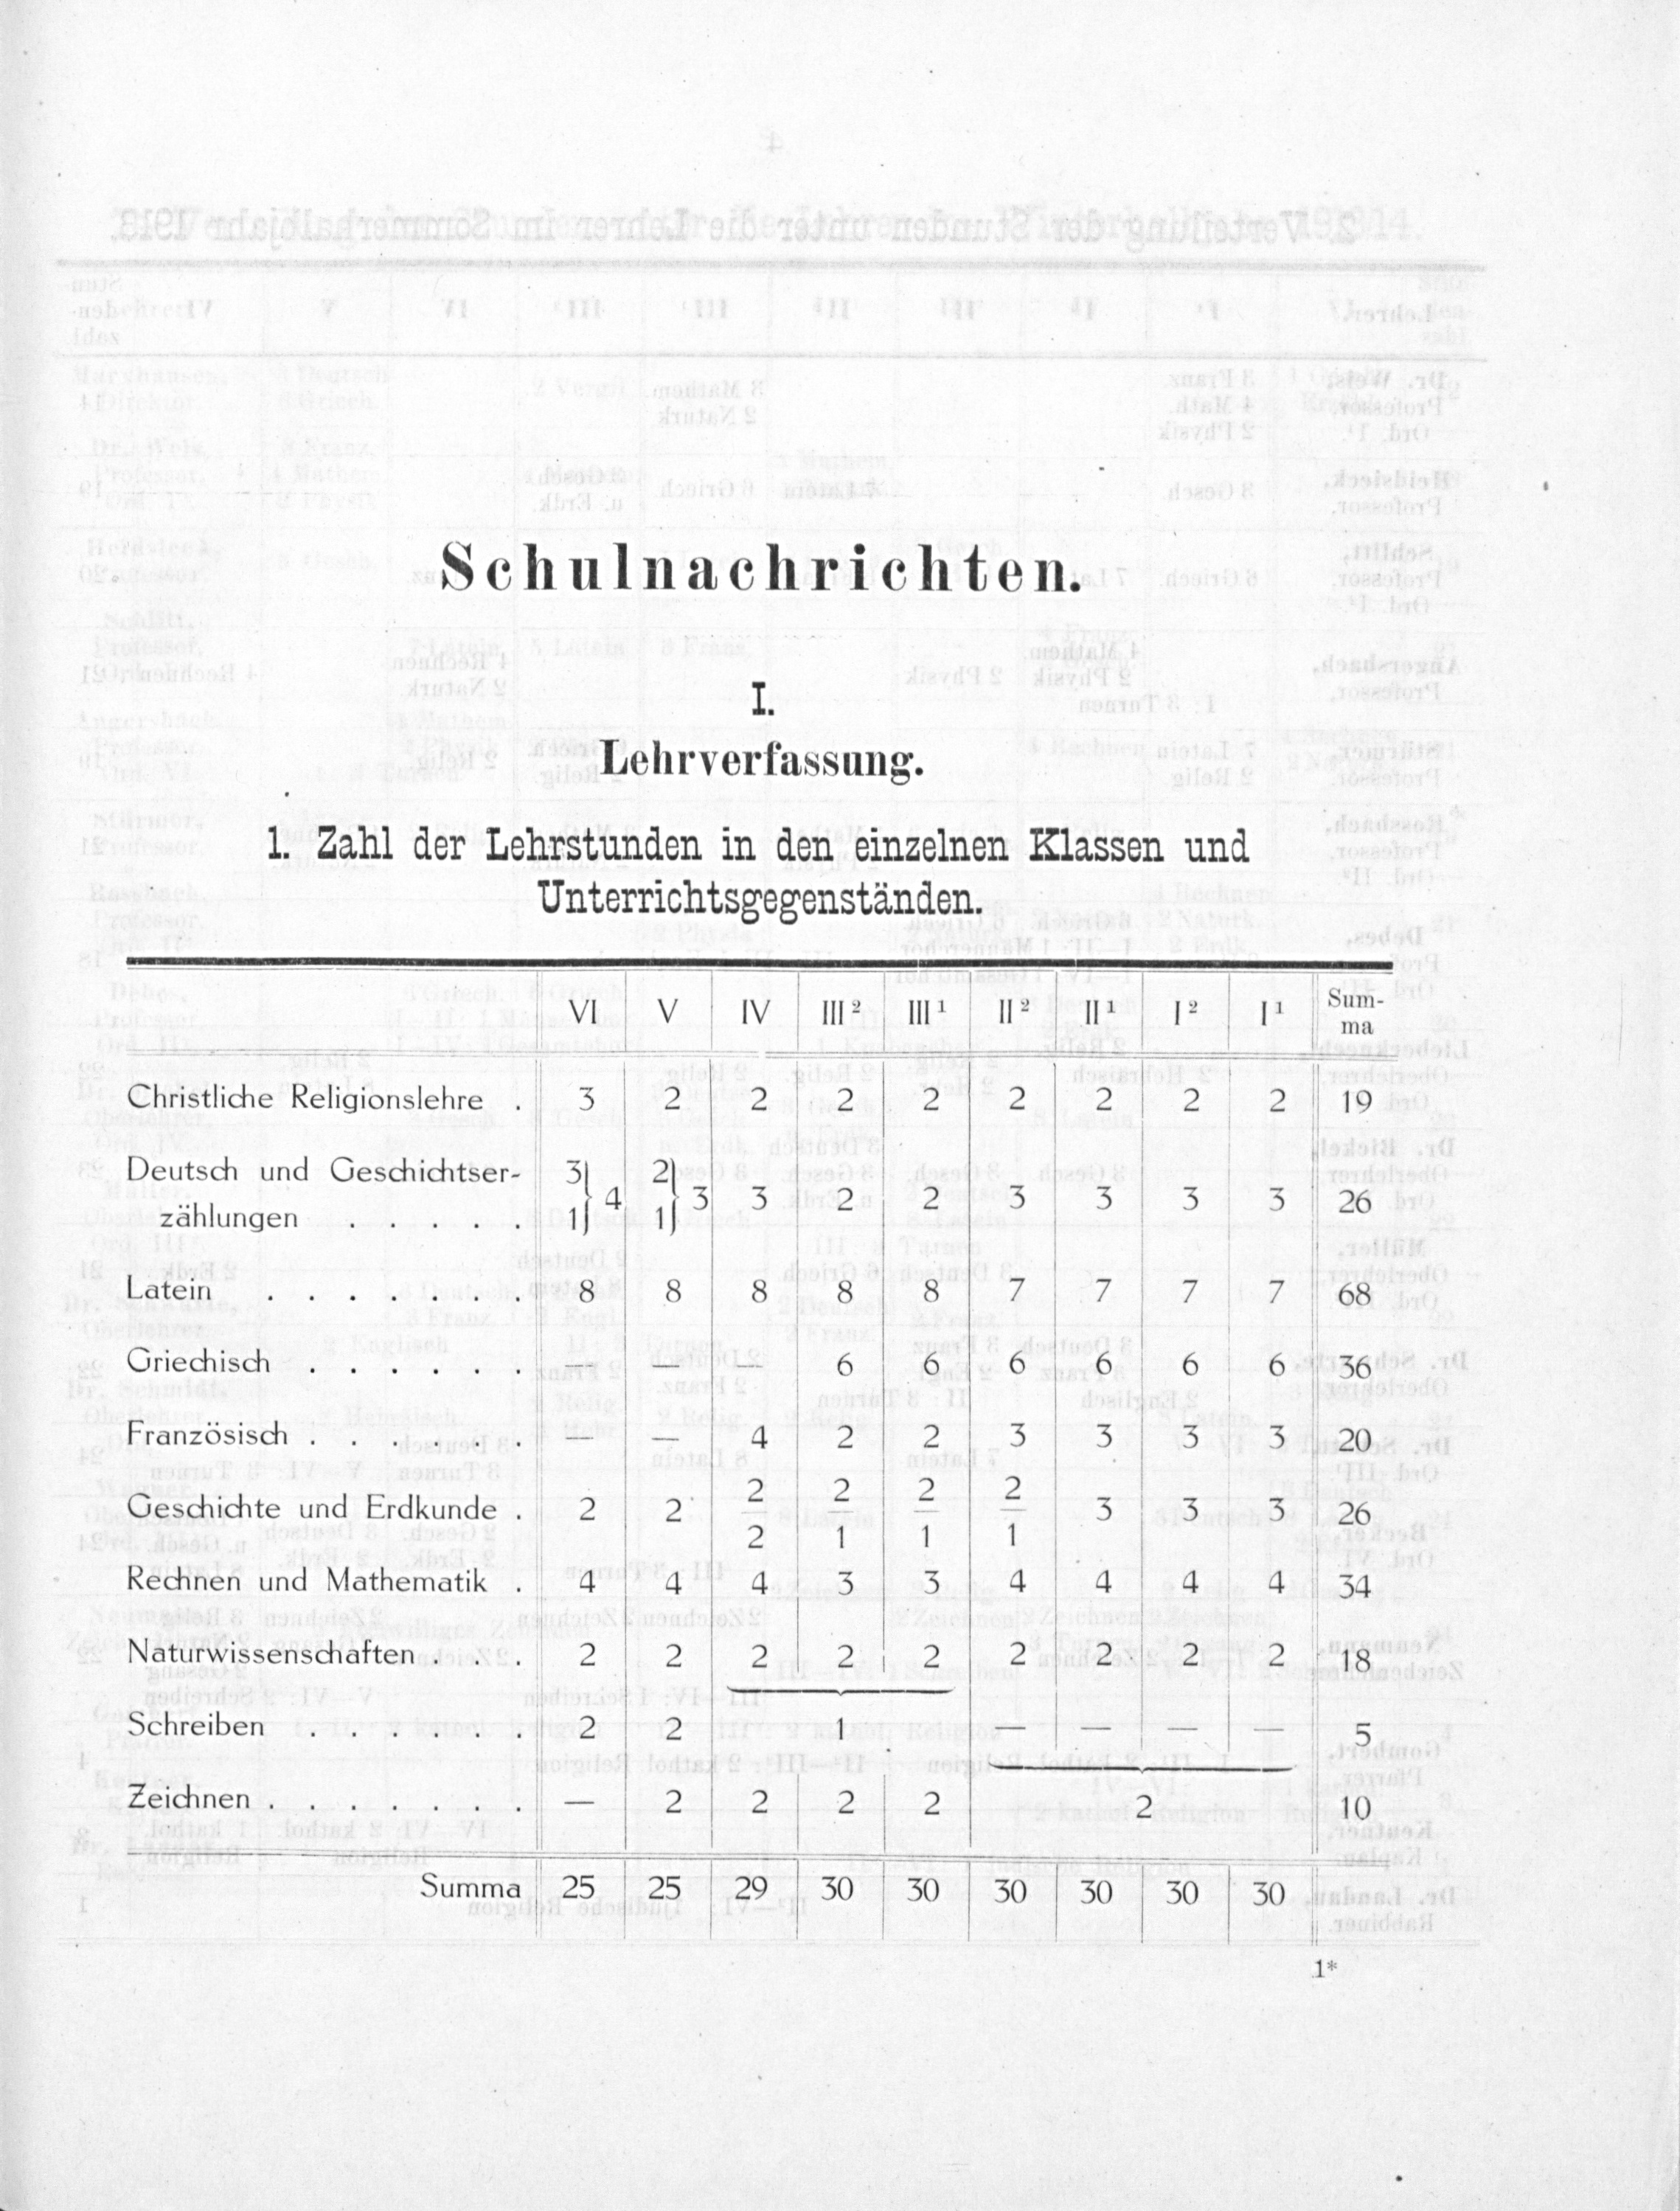 Schulnachrichten.
I.
Lehrverfassung.
1. Zahl der Lehrstunden in den einzelnen Klassen und
Unterrichtsgegenständen.
VI V IV III² III¹ II² II¹ I² I¹ Sum-
ma
Christliche Religionslehre . 3 2 2 2 2 2 2 2 2 19
Deutsch und Geschichtser- 3 2
zählungen . . . . . 1 } 4 1 } 3 3 2 2 3 3 3 3 26
Latein . . . . . . . 8 8 8 8 8 7 7 7 7 68
Griechisch . . . . . . — — — 6 6 6 6 6 6 36
Französisch . . . . . . — — 4 2 2 3 3 3 3 20
2 2 2 2
Geschichte und Erdkunde . 2 2 — — — — 3 3 3 26
2 1 1 1
Rechnen und Mathematik . 4 4 4 3 3 4 4 4 4 34
Naturwissenschaften . . . 2 2 2 2 2 2 2 2 2 18
Schreiben . . . . . . 2 2 1 — — — — 5
Zeichnen . . . . . . . — 2 2 2 2 2 10
Summa 25 25 29 30 30 30 30 30 30
1*